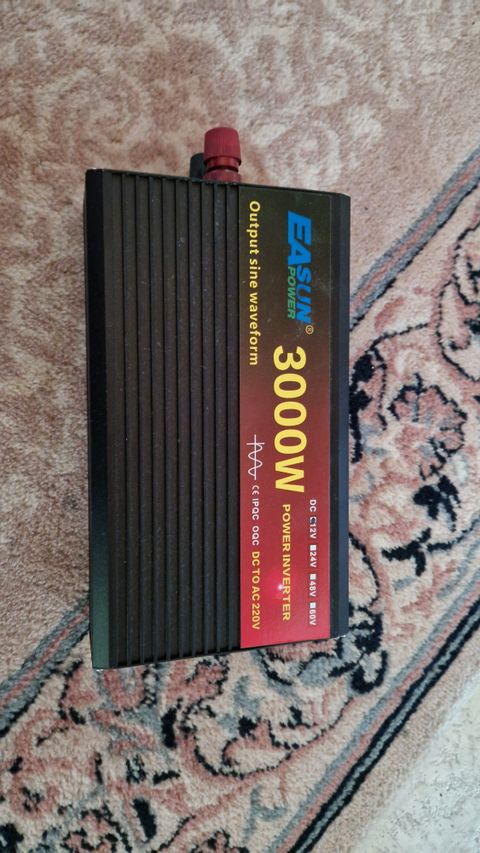 EASUN®
POWER
Output sine waveform
3000W
DC 12V 24V 48V 60V
POWER INVERTER
CE IPQC OQC DC TO AC 220V